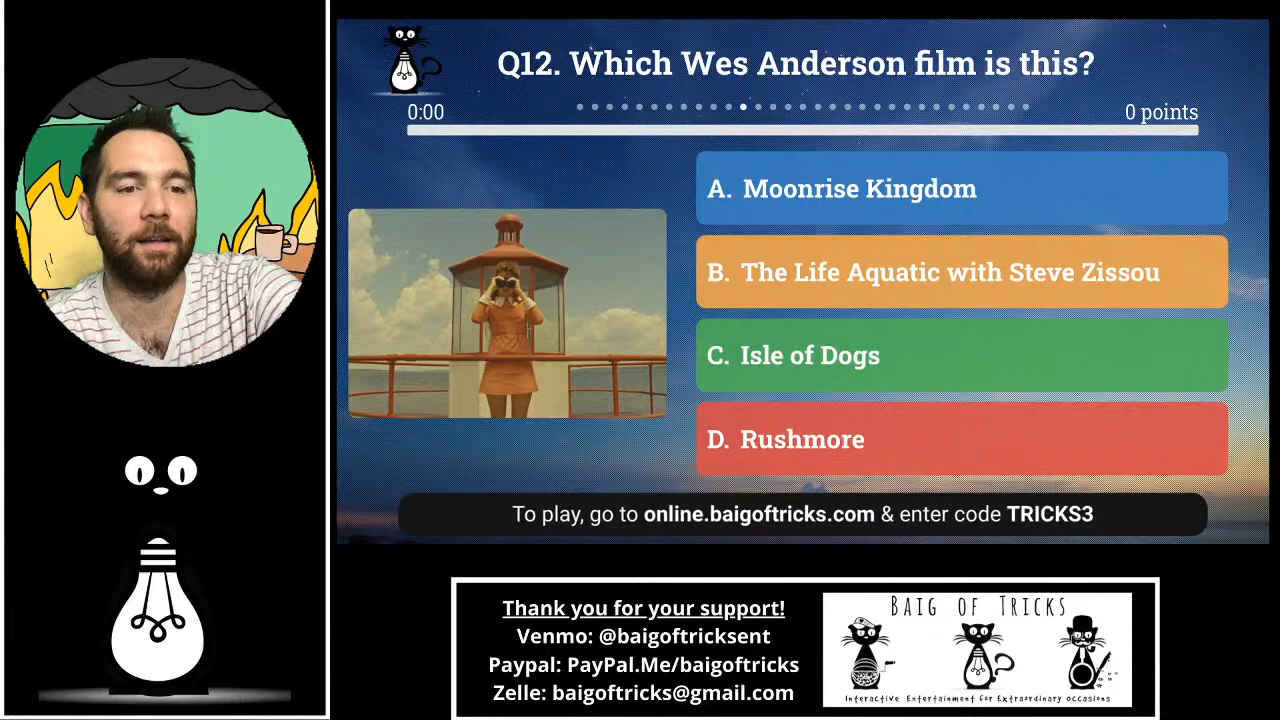 Q12. Which Wes Anderson film is this?
0:00
0 points
A. Moonrise Kingdom
B. The Life Aquatic with Steve Zissou
C. Isle of Dogs
D. Rushmore
To play, go to online.baigoftricks.com & enter code TRICKS3
Thank you for your support!
Venmo: @baigoftricksent
Paypal: PayPal.Me/baigoftricks
Zelle: baigoftricks@gmail.com
BAIG OF TRICKS
Interactive Entertainment for Extraordinary occasions